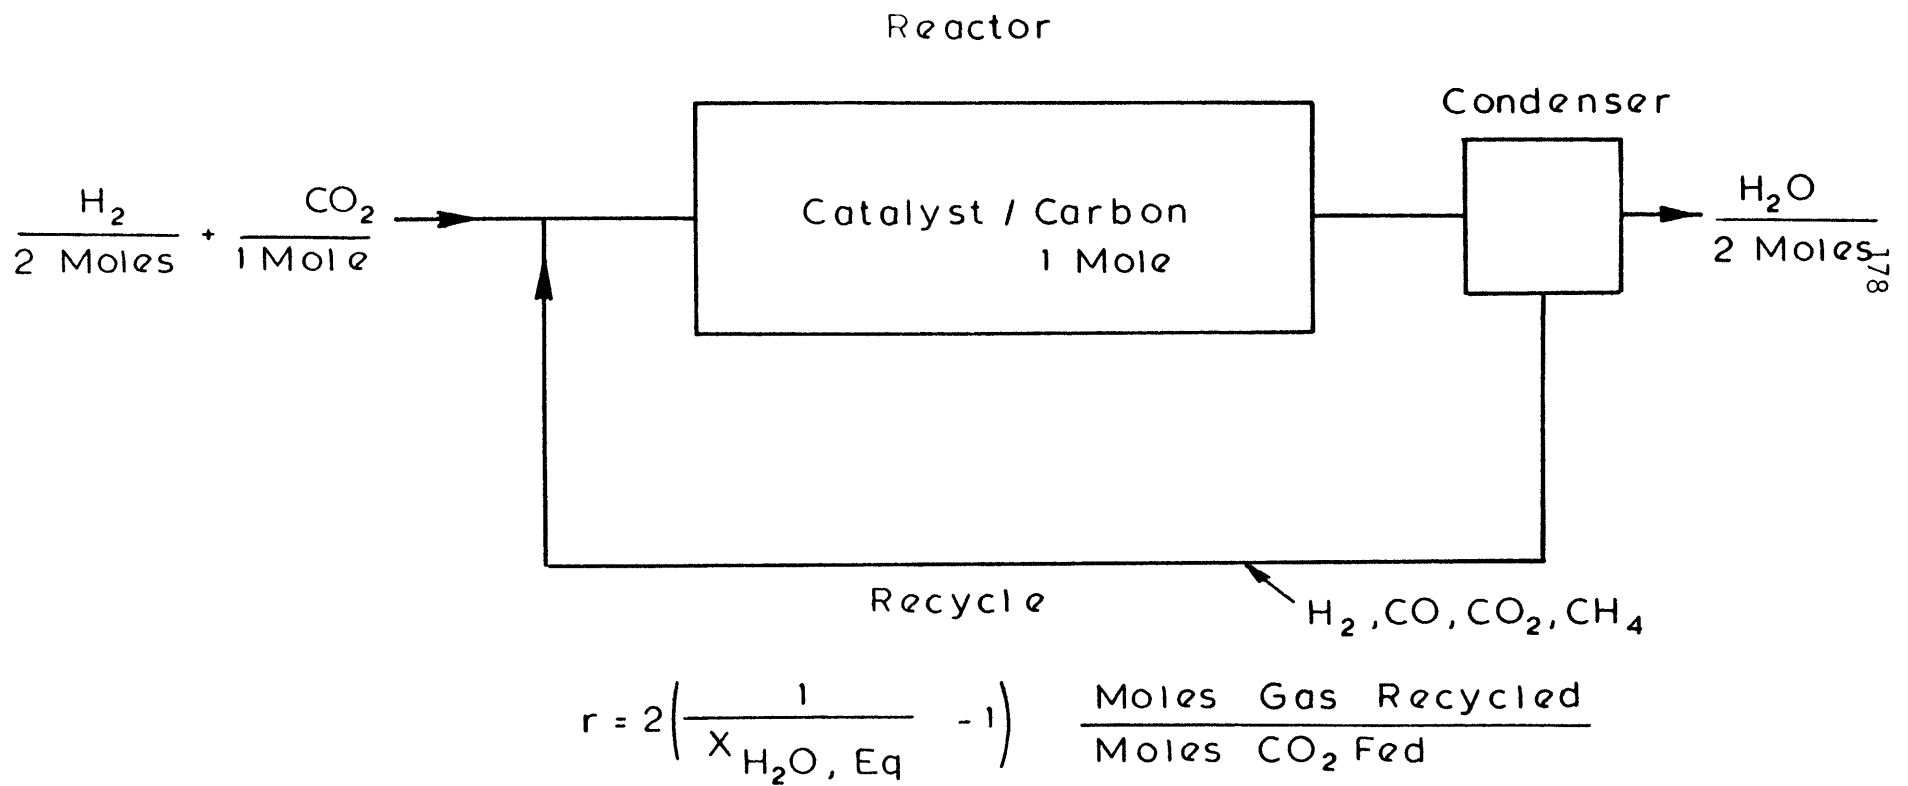 Reactor
Condenser
H₂ / 2 Moles + CO₂ / 1 Mole
Catalyst / Carbon
1 Mole
H₂O / 2 Moles
178
Recycle
H₂, CO, CO₂, CH₄
r = 2(1 / X H₂O, Eq - 1) Moles Gas Recycled / Moles CO₂ Fed